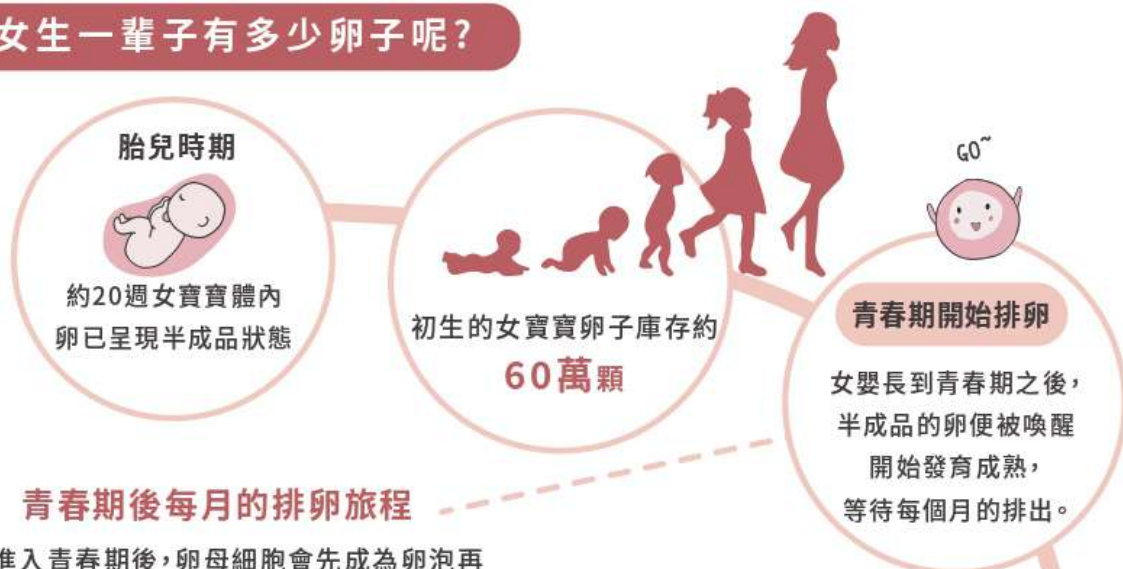 女生一輩子有多少卵子呢?
胎兒時期
約20週女寶寶體內
卵已呈現半成品狀態
初生的女寶寶卵子庫存約
60萬顆
GO~
青春期開始排卵
女嬰長到青春期之後，
半成品的卵便被喚醒
開始發育成熟，
等待每個月的排出。
青春期後每月的排卵旅程
進入青春期後，卵母細胞會先成為卵泡再